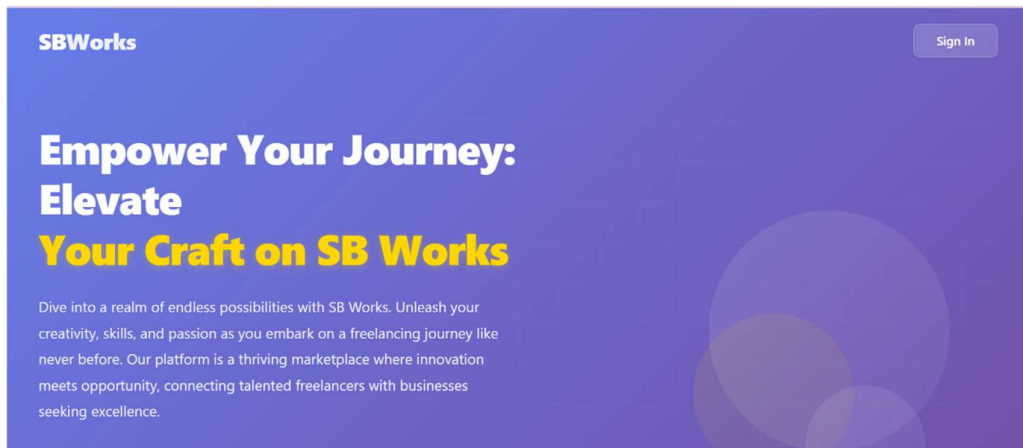 SBWorks
Sign In
Empower Your Journey:
Elevate
Your Craft on SB Works
Dive into a realm of endless possibilities with SB Works. Unleash your
creativity, skills, and passion as you embark on a freelancing journey like
never before. Our platform is a thriving marketplace where innovation
meets opportunity, connecting talented freelancers with businesses
seeking excellence.